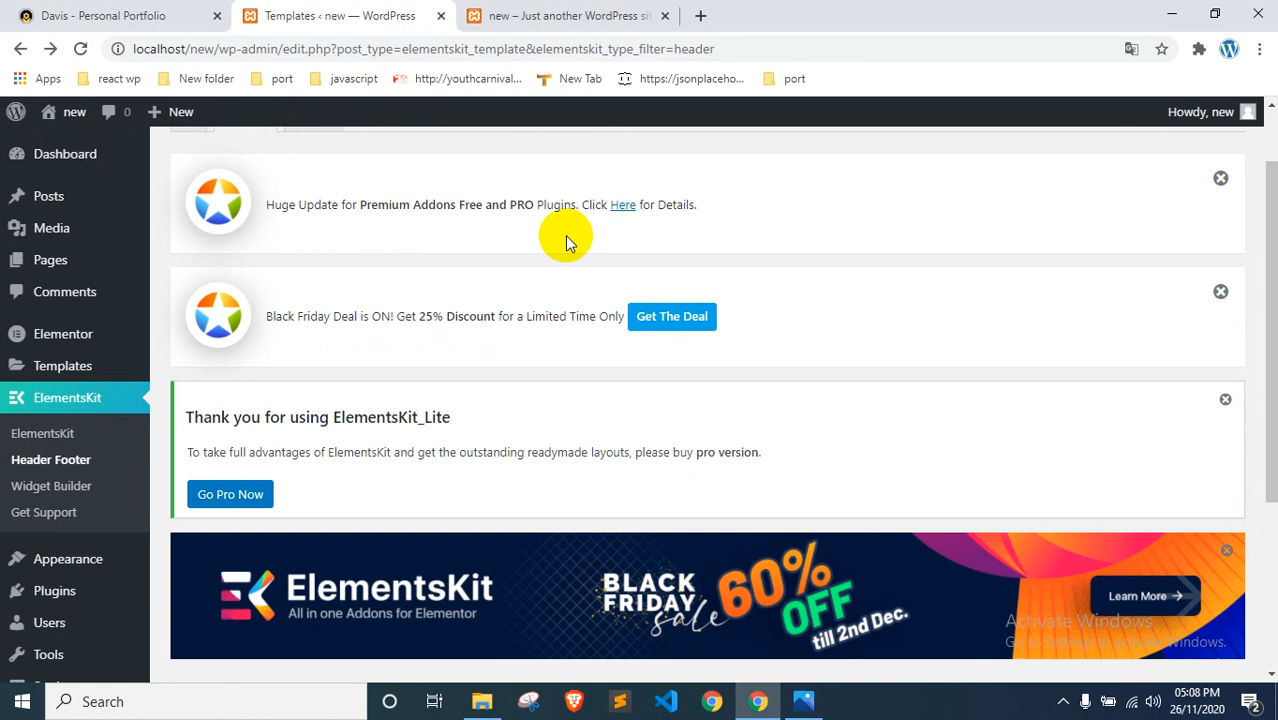 Davis - Personal Portfolio
Templates ‹ new — WordPress
new – Just another WordPress si
localhost/new/wp-admin/edit.php?post_type=elementskit_template&elementskit_type_filter=header
Apps
react wp
New folder
port
javascript
http://youthcarnival...
New Tab
https://jsonplaceho...
port
new
0
New
Howdy, new
Dashboard
Posts
Media
Pages
Comments
Elementor
Templates
ElementsKit
ElementsKit
Header Footer
Widget Builder
Get Support
Appearance
Plugins
Users
Tools
Huge Update for Premium Addons Free and PRO Plugins. Click Here for Details.
Black Friday Deal is ON! Get 25% Discount for a Limited Time Only Get The Deal
Thank you for using ElementsKit_Lite
To take full advantages of ElementsKit and get the outstanding readymade layouts, please buy pro version.
Go Pro Now
ElementsKit
All in one Addons for Elementor
BLACK
FRIDAY
sale
60%
OFF
till 2nd Dec.
Learn More →
Activate Windows
Go to Settings to activate Windows.
Search
05:08 PM
26/11/2020
2